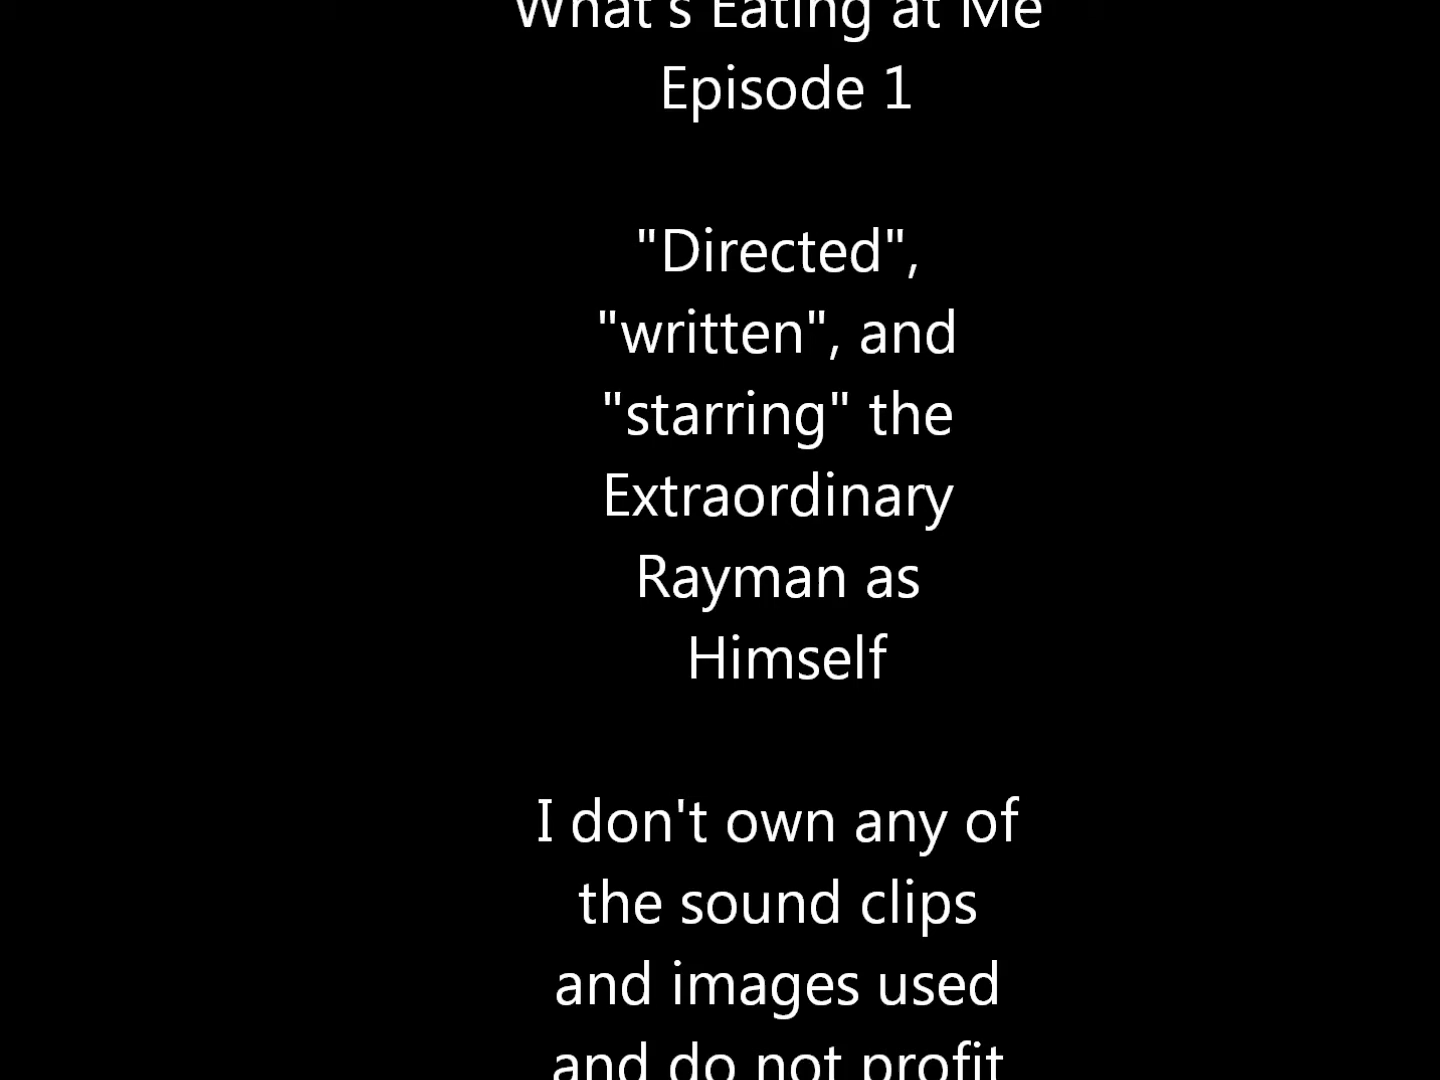 What's Eating at Me
Episode 1
"Directed",
"written", and
"starring" the
Extraordinary
Rayman as
Himself
I don't own any of
the sound clips
and images used
and do not profit